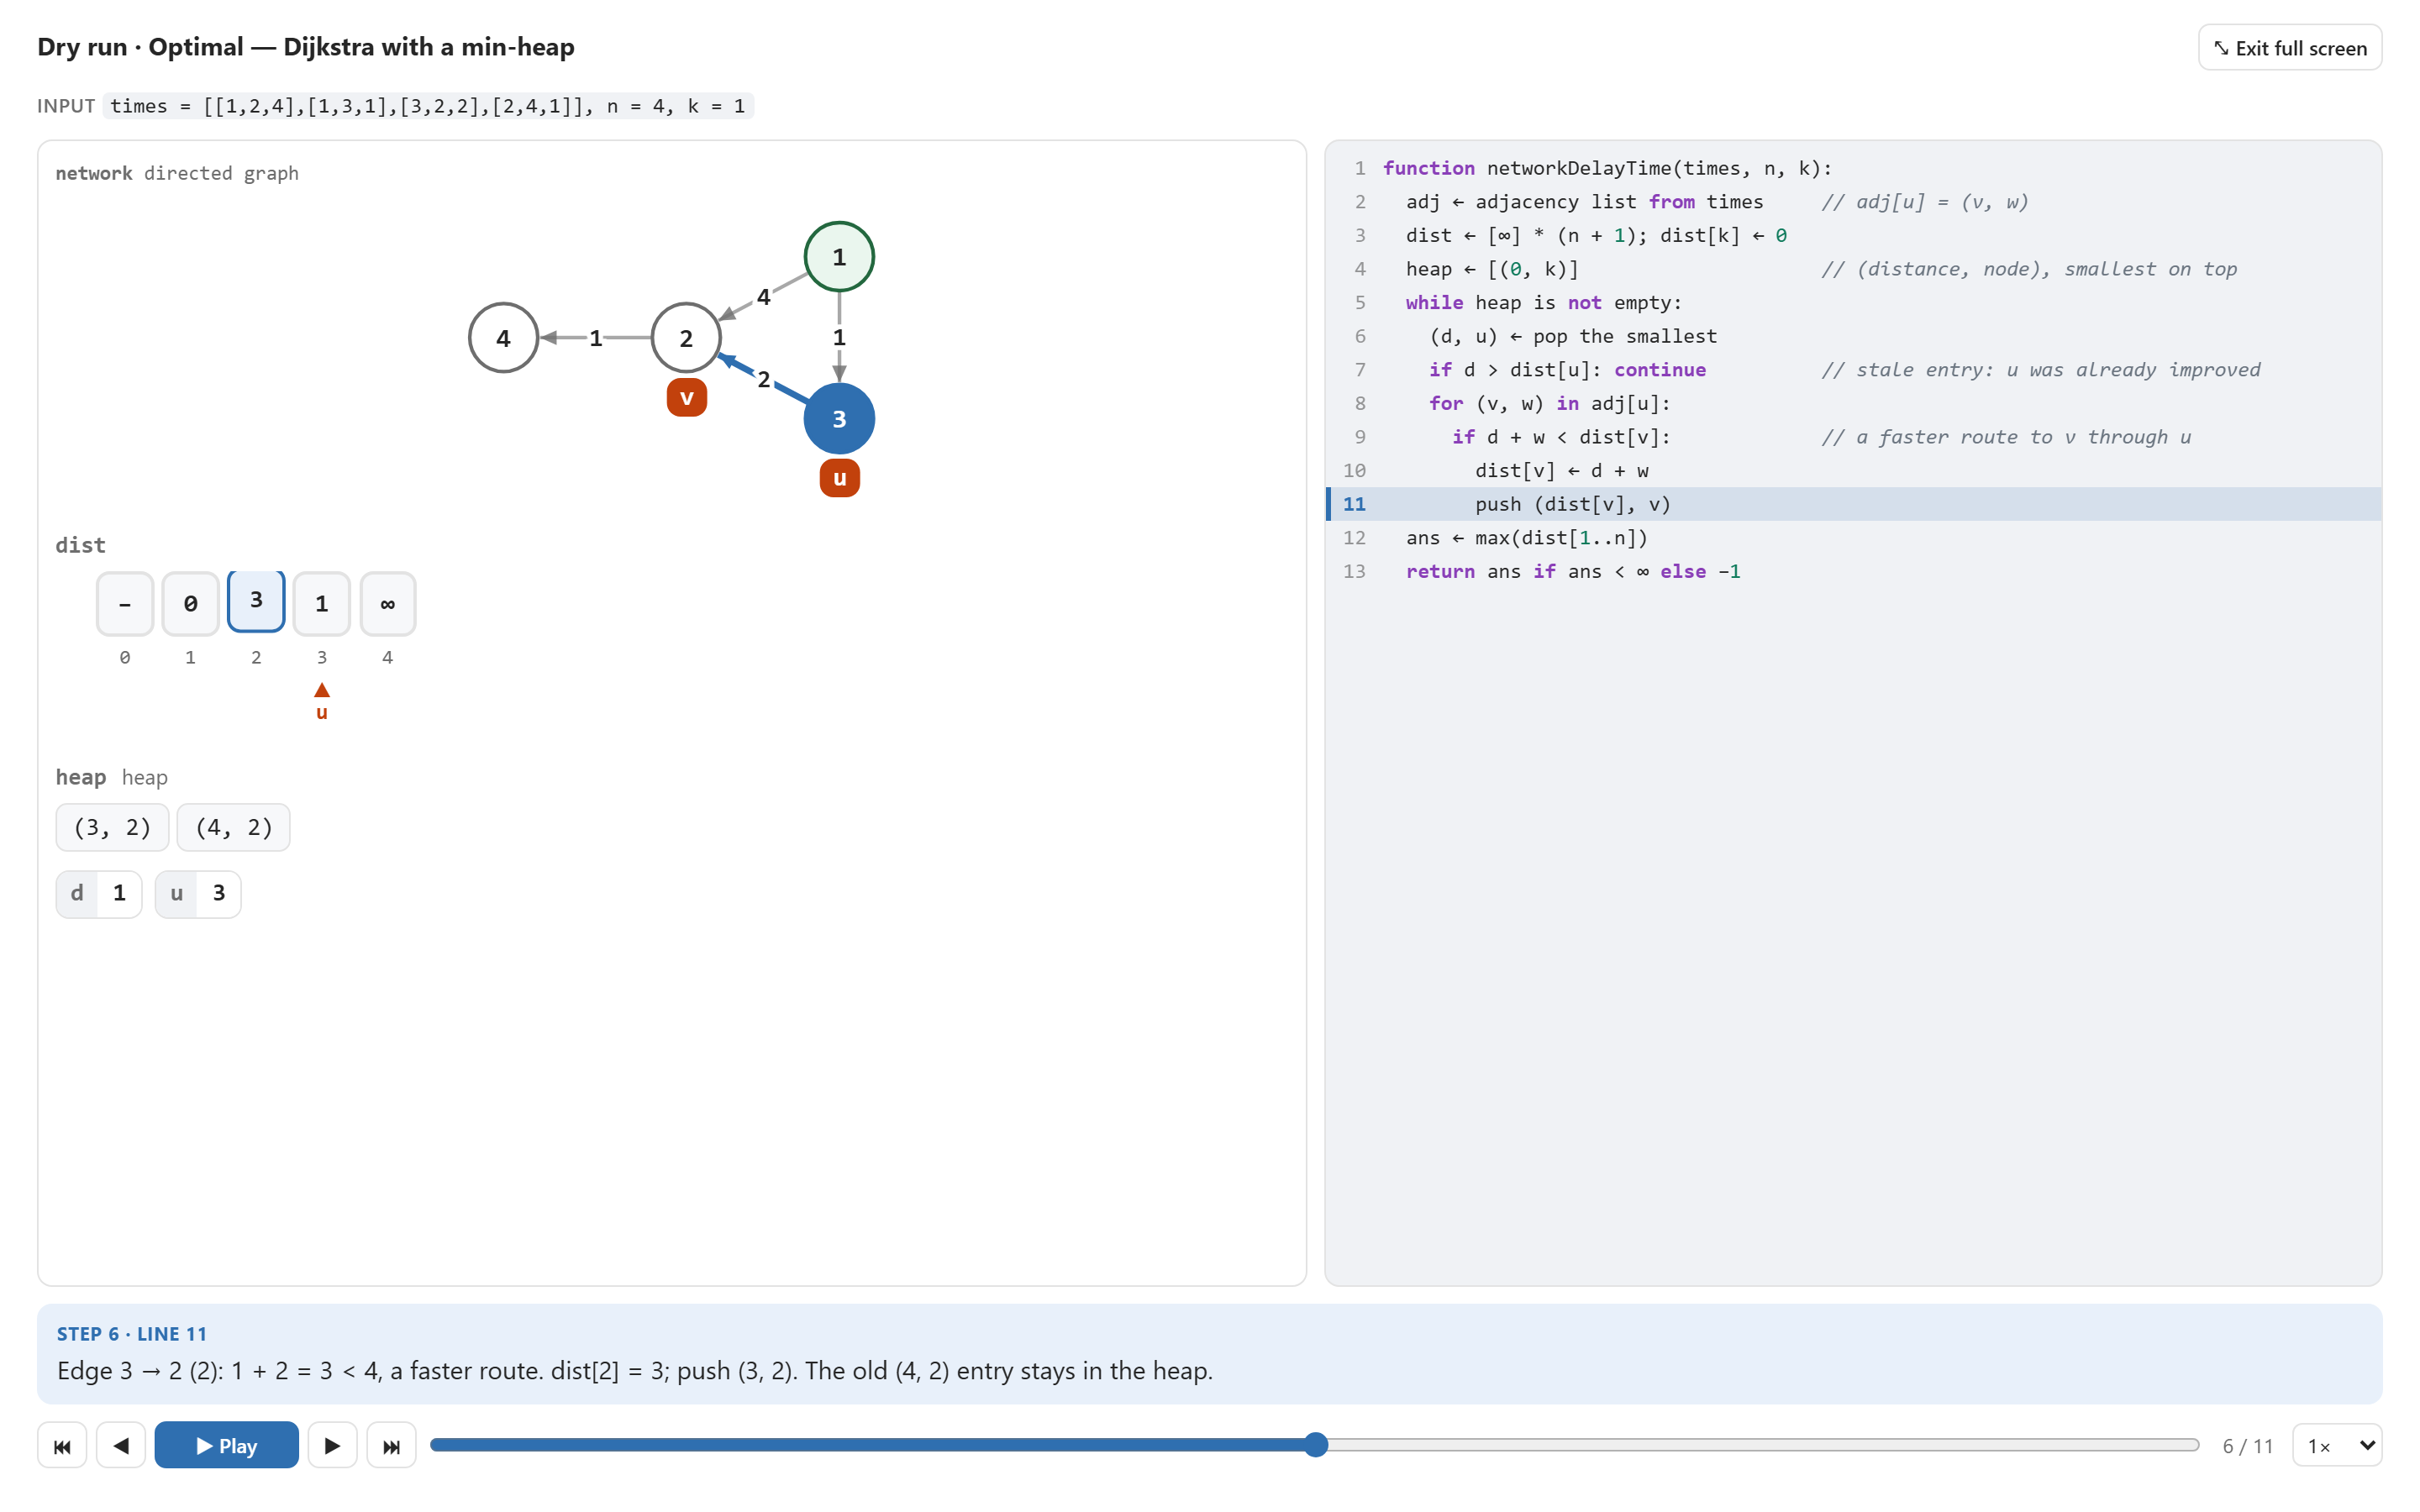 Dry run · Optimal — Dijkstra with a min-heap
⤡ Exit full screen
INPUT times = [[1,2,4],[1,3,1],[3,2,2],[2,4,1]], n = 4, k = 1
network directed graph
1
4
4
1
2
1
2
v
3
u
dist
– 0 3 1 ∞
0 1 2 3 4
▲
u
heap heap
(3, 2) (4, 2)
d 1 u 3
1 function networkDelayTime(times, n, k):
2 adj ← adjacency list from times // adj[u] = (v, w)
3 dist ← [∞] * (n + 1); dist[k] ← 0
4 heap ← [(0, k)] // (distance, node), smallest on top
5 while heap is not empty:
6 (d, u) ← pop the smallest
7 if d > dist[u]: continue // stale entry: u was already improved
8 for (v, w) in adj[u]:
9 if d + w < dist[v]: // a faster route to v through u
10 dist[v] ← d + w
11 push (dist[v], v)
12 ans ← max(dist[1..n])
13 return ans if ans < ∞ else −1
STEP 6 · LINE 11
Edge 3 → 2 (2): 1 + 2 = 3 < 4, a faster route. dist[2] = 3; push (3, 2). The old (4, 2) entry stays in the heap.
⏮ ◀ ▶ Play ▶ ⏭ 6 / 11 1×